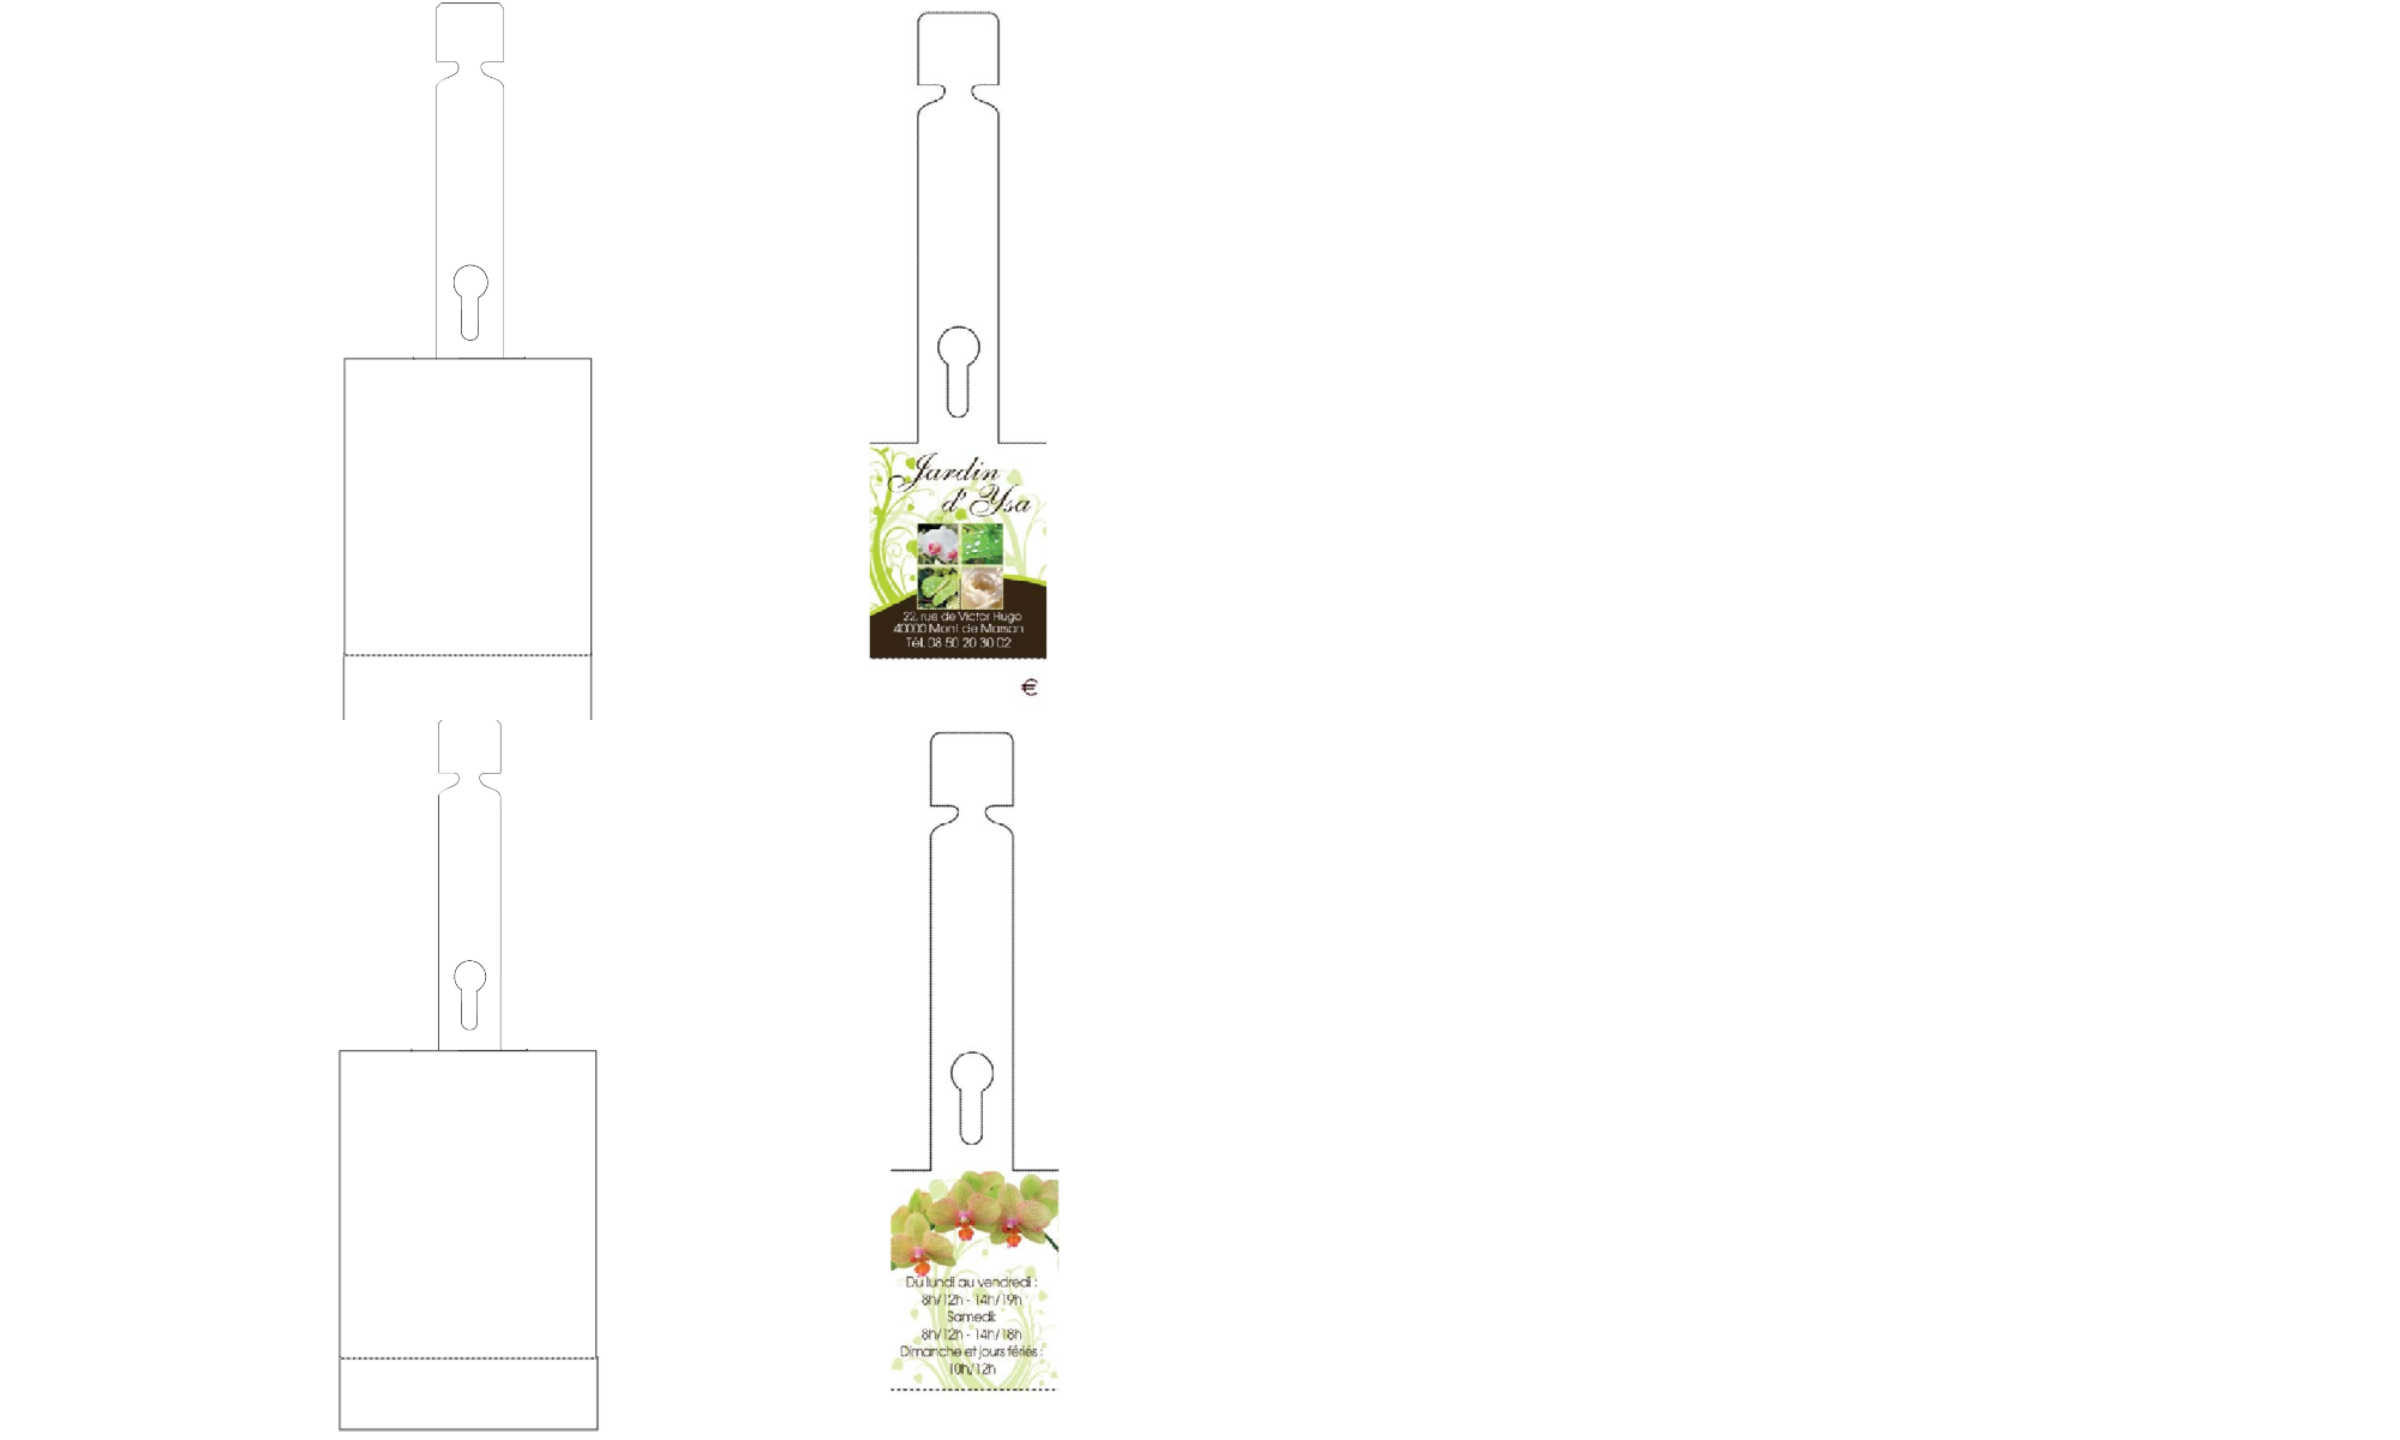 Jardin
d' Ysa
22, rue de Victor Hugo
40000 Mont de Marsan
Tél. 08 50 20 30 02
€
Du lundi au vendredi :
8h/12h - 14h/19h
Samedi:
8h/12h - 14h/18h
Dimanche et jours fériés :
10h/12h